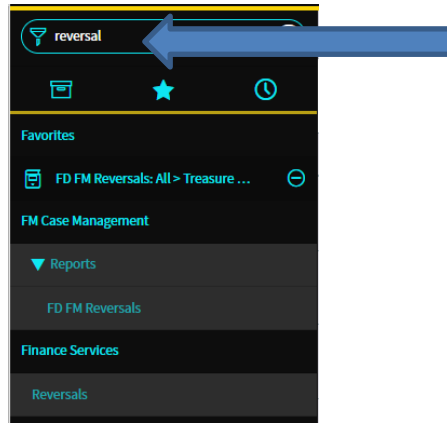 reversal
Favorites
FD FM Reversals: All > Treasure ...
FM Case Management
Reports
FD FM Reversals
Finance Services
Reversals